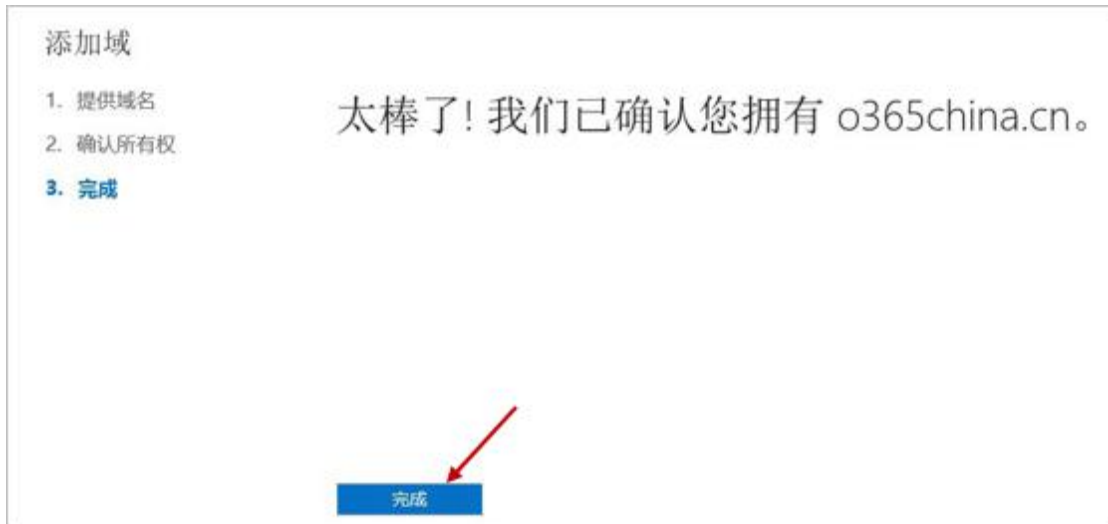 添加域
1. 提供域名
2. 确认所有权
3. 完成
太棒了! 我们已确认您拥有 o365china.cn。
完成